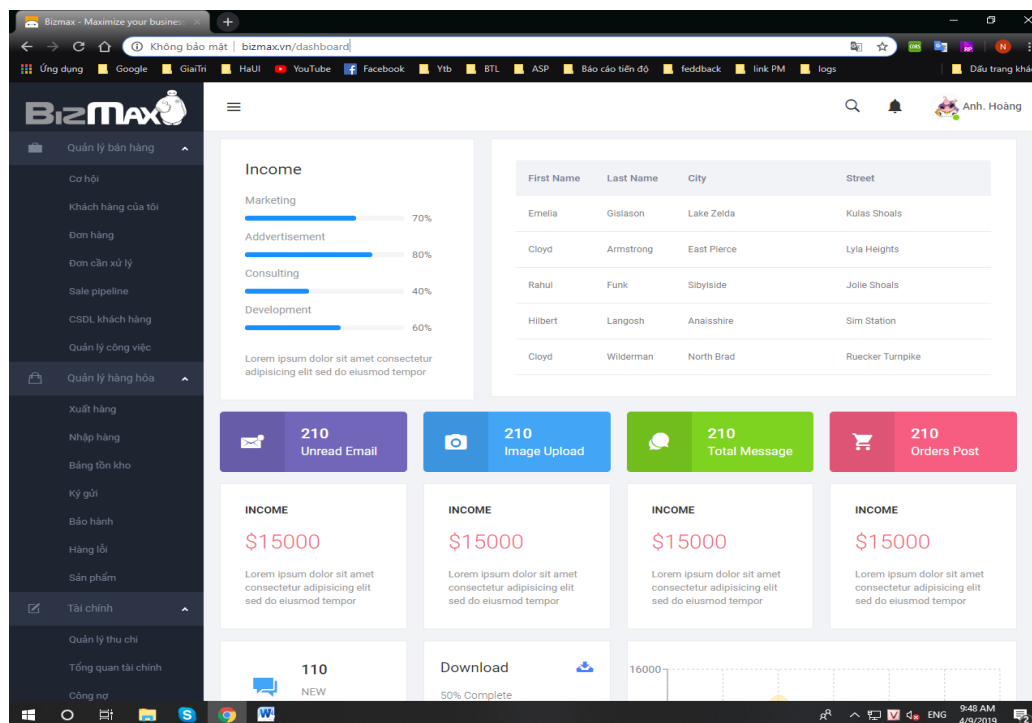 Bizmax - Maximize your business
Không bảo mật | bizmax.vn/dashboard
Ứng dụng Google GiaiTri HaUI YouTube Facebook Ytb BTL ASP Báo cáo tiến độ feddback link PM logs Dấu trang khá
BIZMAX
Anh. Hoàng
Quản lý bán hàng
Cơ hội
Khách hàng của tôi
Đơn hàng
Đơn cần xử lý
Sale pipeline
CSDL khách hàng
Quản lý công việc
Quản lý hàng hóa
Xuất hàng
Nhập hàng
Bảng tồn kho
Ký gửi
Bảo hành
Hàng lỗi
Sản phẩm
Tài chính
Quản lý thu chi
Tổng quan tài chính
Công nợ
Income
Marketing
70%
Addvertisement
80%
Consulting
40%
Development
60%
Lorem ipsum dolor sit amet consectetur
adipisicing elit sed do eiusmod tempor
First Name Last Name City Street
Emelia Gislason Lake Zelda Kulas Shoals
Cloyd Armstrong East Pierce Lyla Heights
Rahul Funk Sibylside Jolie Shoals
Hilbert Langosh Anaisshire Sim Station
Cloyd Wilderman North Brad Ruecker Turnpike
210
Unread Email
210
Image Upload
210
Total Message
210
Orders Post
INCOME
$15000
Lorem ipsum dolor sit amet
consectetur adipisicing elit
sed do eiusmod tempor
INCOME
$15000
Lorem ipsum dolor sit amet
consectetur adipisicing elit
sed do eiusmod tempor
INCOME
$15000
Lorem ipsum dolor sit amet
consectetur adipisicing elit
sed do eiusmod tempor
INCOME
$15000
Lorem ipsum dolor sit amet
consectetur adipisicing elit
sed do eiusmod tempor
110
NEW
Download
50% Complete
16000
ENG
9:48 AM
4/9/2019